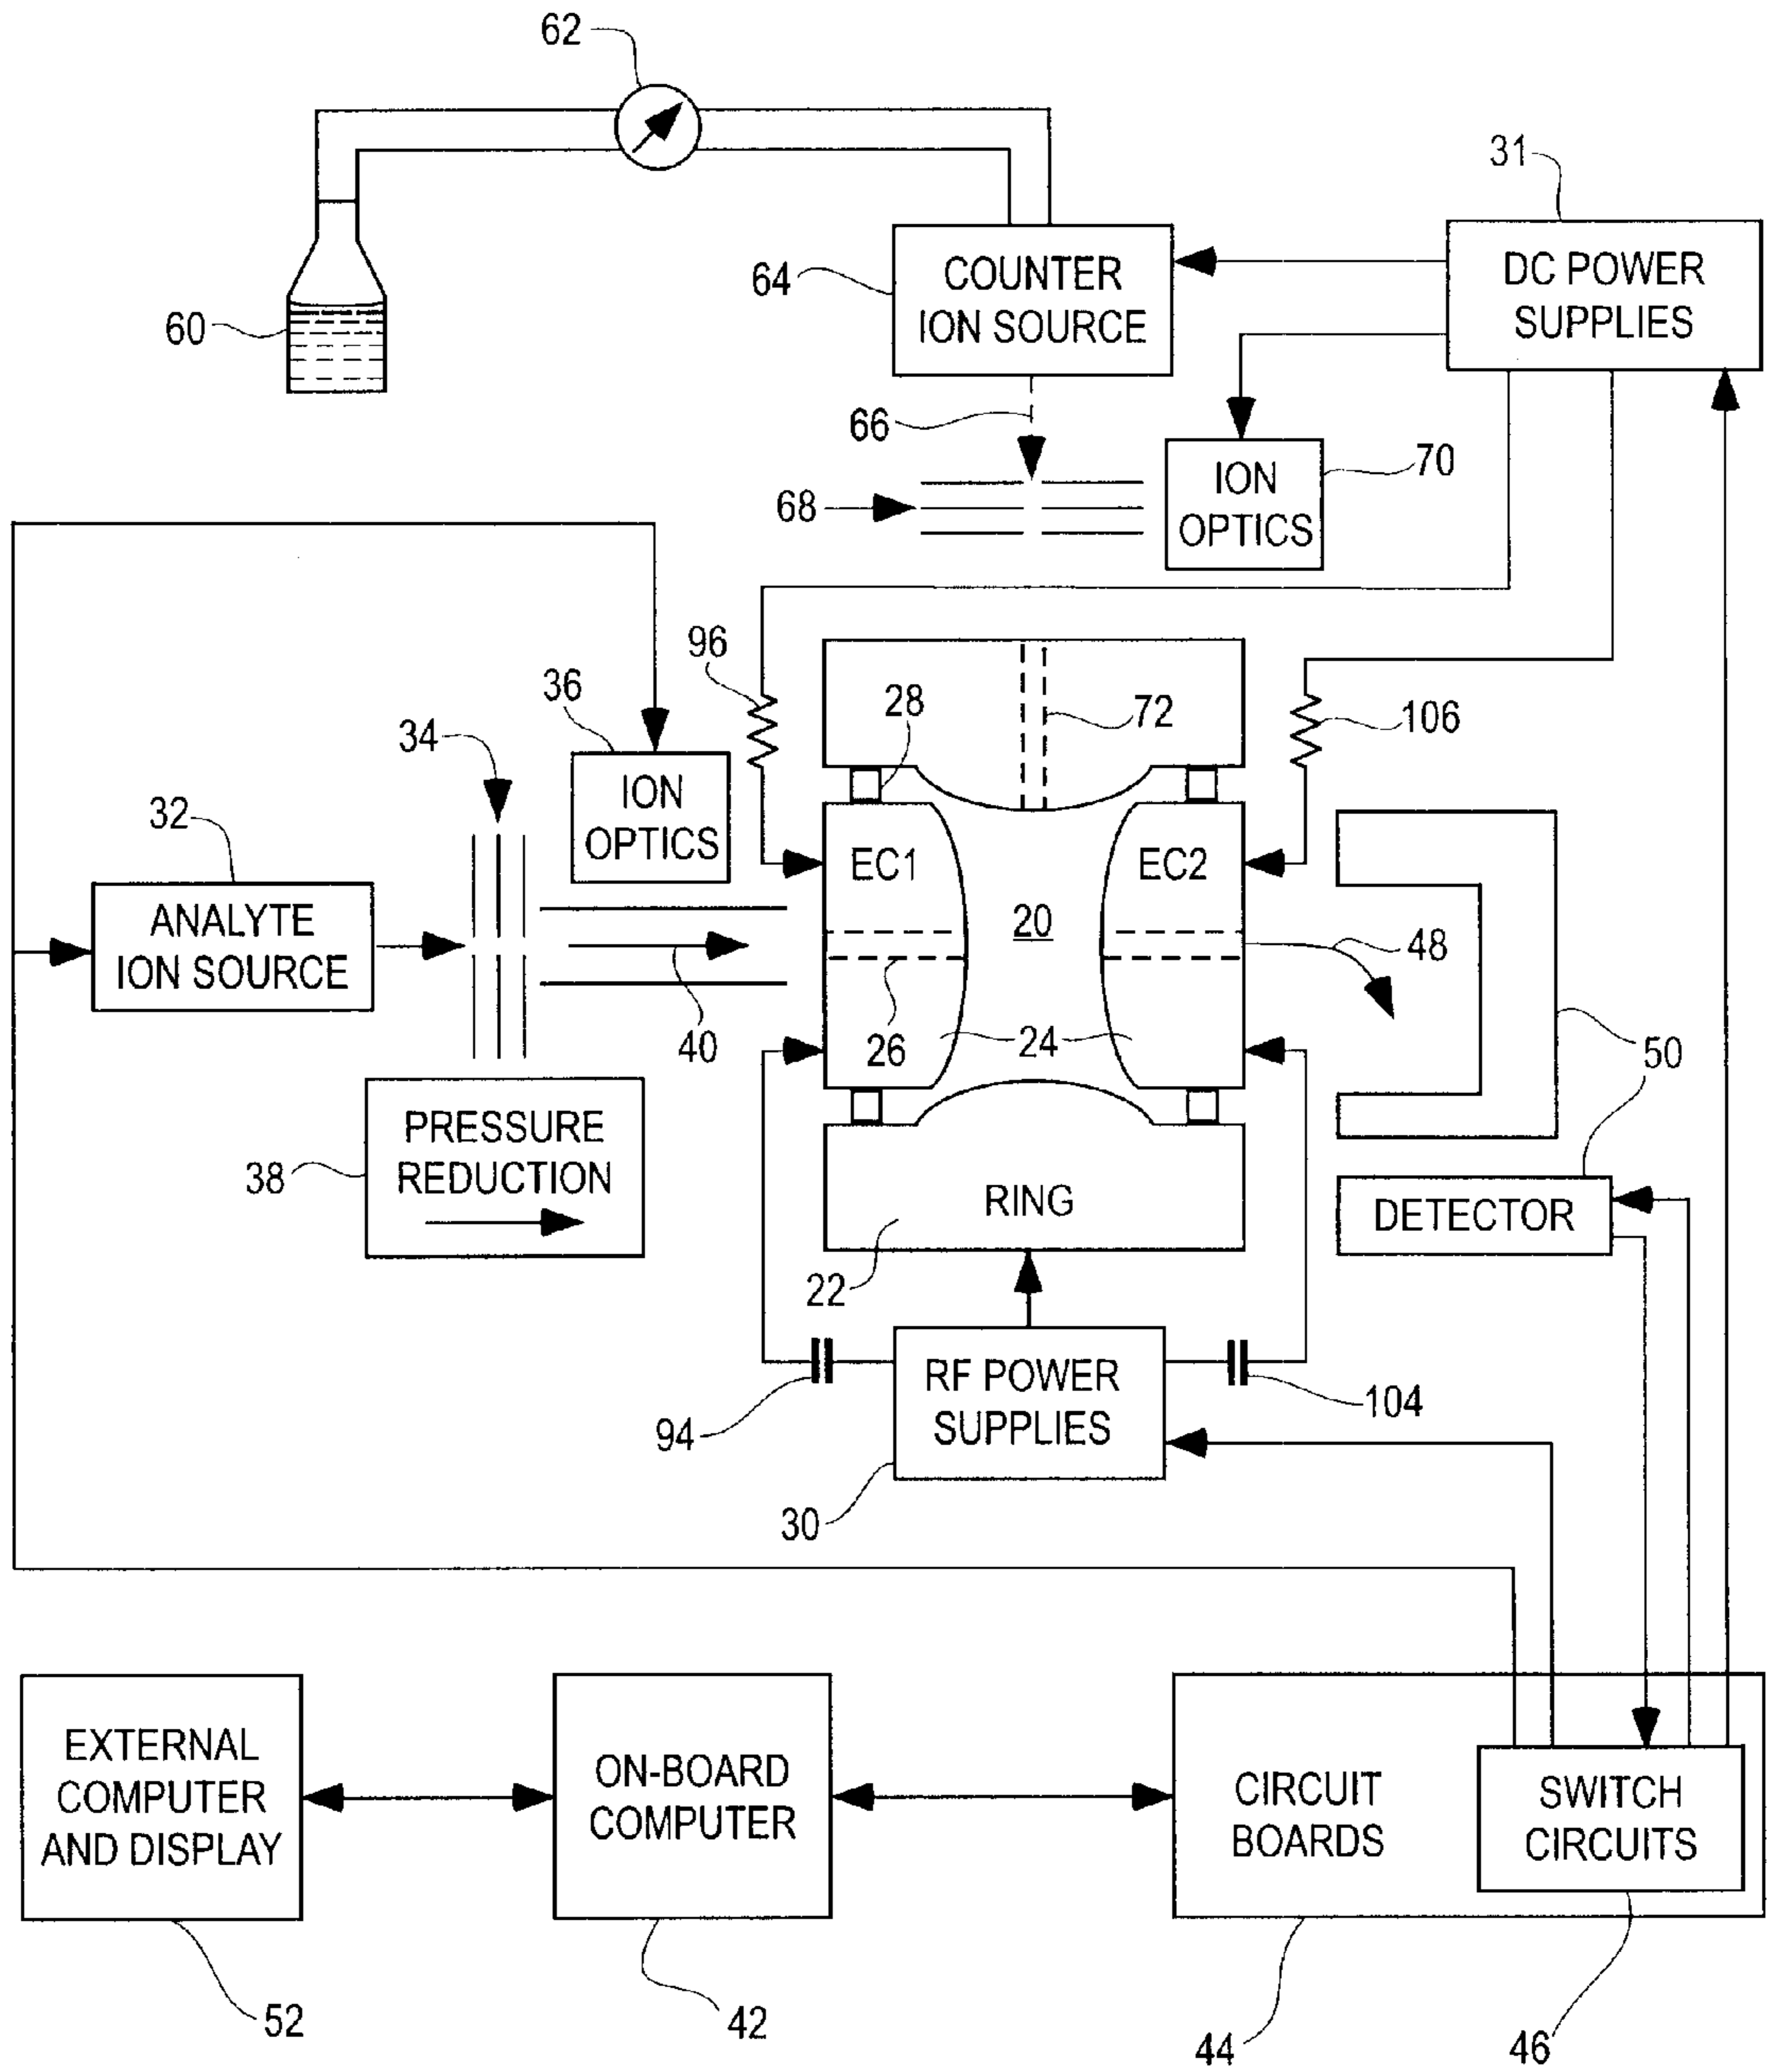 62
31
COUNTER
ION SOURCE
64
DC POWER
SUPPLIES
60
66
68
ION
OPTICS
70
96
36
28
72
106
34
ION
OPTICS
32
ANALYTE
ION SOURCE
EC1
EC2
20
48
40
26
24
50
PRESSURE
REDUCTION
38
RING
DETECTOR
22
RF POWER
SUPPLIES
94
104
30
EXTERNAL
COMPUTER
AND DISPLAY
ON-BOARD
COMPUTER
CIRCUIT
BOARDS
SWITCH
CIRCUITS
52
42
44
46